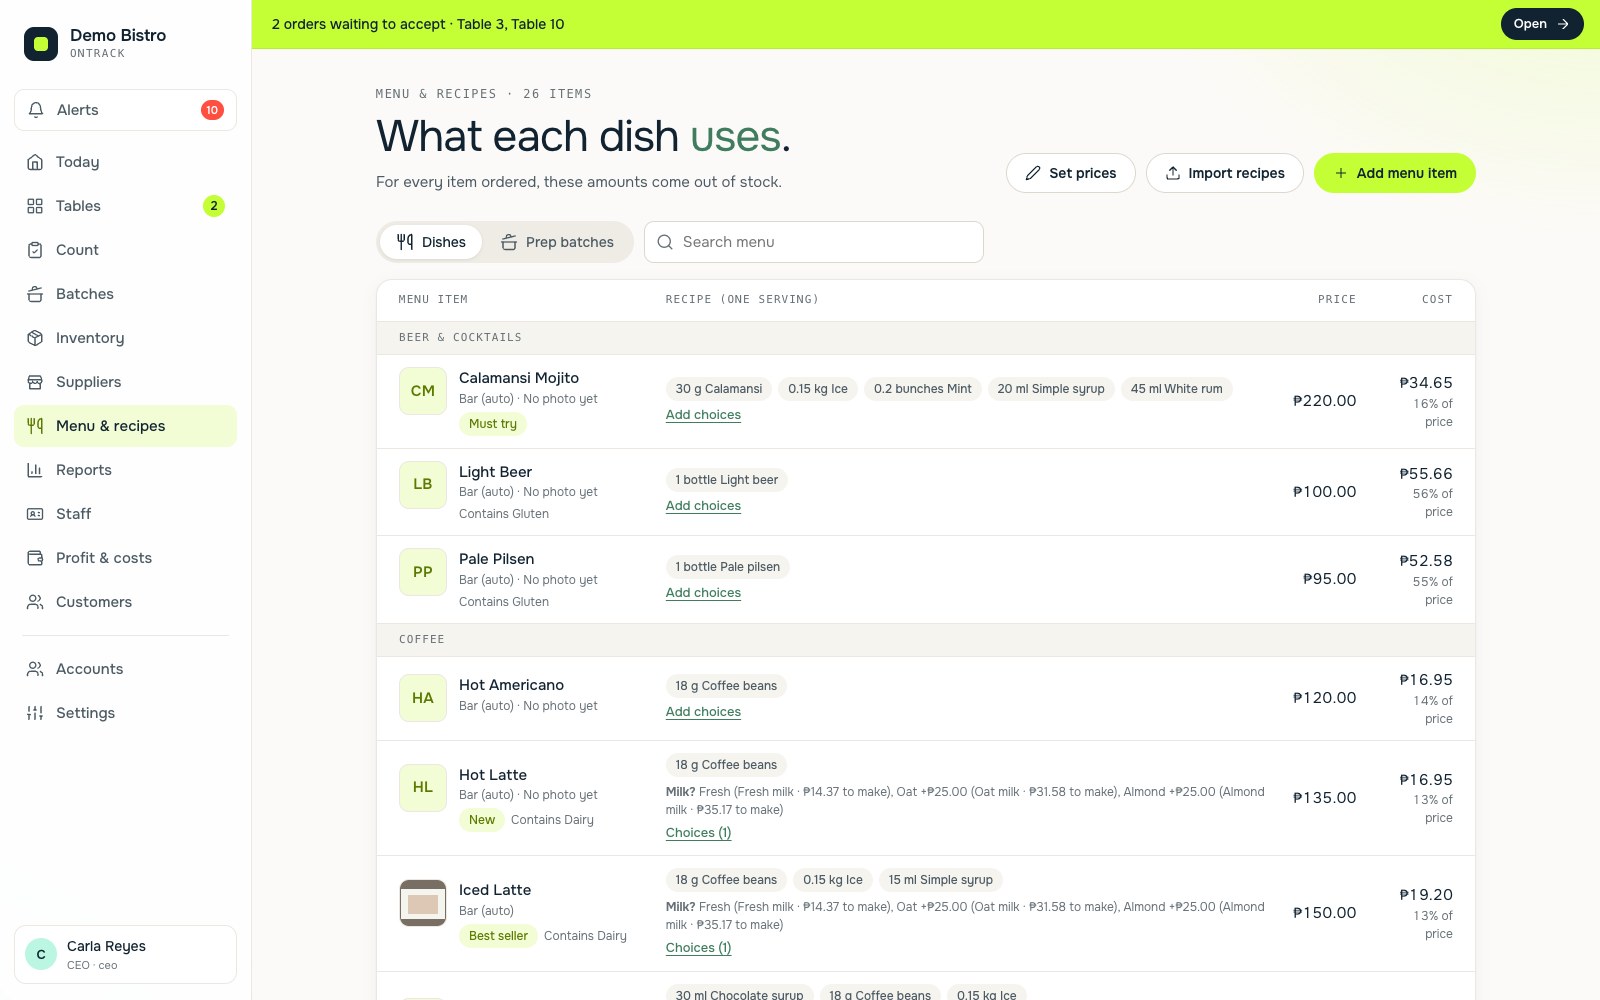 Demo Bistro
ONTRACK
Alerts
10
Today
Tables
2
Count
Batches
Inventory
Suppliers
Menu & recipes
Reports
Staff
Profit & costs
Customers
Accounts
Settings
C
Carla Reyes
CEO · ceo
2 orders waiting to accept · Table 3, Table 10
Open
MENU & RECIPES · 26 ITEMS
What each dish uses.
For every item ordered, these amounts come out of stock.
Set prices
Import recipes
Add menu item
Dishes
Prep batches
Search menu
MENU ITEM
RECIPE (ONE SERVING)
PRICE
COST
BEER & COCKTAILS
CM
Calamansi Mojito
Bar (auto) · No photo yet
Must try
30 g Calamansi
0.15 kg Ice
0.2 bunches Mint
20 ml Simple syrup
45 ml White rum
Add choices
₱220.00
₱34.65
16% of
price
LB
Light Beer
Bar (auto) · No photo yet
Contains Gluten
1 bottle Light beer
Add choices
₱100.00
₱55.66
56% of
price
PP
Pale Pilsen
Bar (auto) · No photo yet
Contains Gluten
1 bottle Pale pilsen
Add choices
₱95.00
₱52.58
55% of
price
COFFEE
HA
Hot Americano
Bar (auto) · No photo yet
18 g Coffee beans
Add choices
₱120.00
₱16.95
14% of
price
HL
Hot Latte
Bar (auto) · No photo yet
New
Contains Dairy
18 g Coffee beans
Milk? Fresh (Fresh milk · ₱14.37 to make), Oat +₱25.00 (Oat milk · ₱31.58 to make), Almond +₱25.00 (Almond
milk · ₱35.17 to make)
Choices (1)
₱135.00
₱16.95
13% of
price
Iced Latte
Bar (auto)
Best seller
Contains Dairy
18 g Coffee beans
0.15 kg Ice
15 ml Simple syrup
Milk? Fresh (Fresh milk · ₱14.37 to make), Oat +₱25.00 (Oat milk · ₱31.58 to make), Almond +₱25.00 (Almond
milk · ₱35.17 to make)
Choices (1)
₱150.00
₱19.20
13% of
price
30 ml Chocolate syrup
18 g Coffee beans
0.15 kg Ice